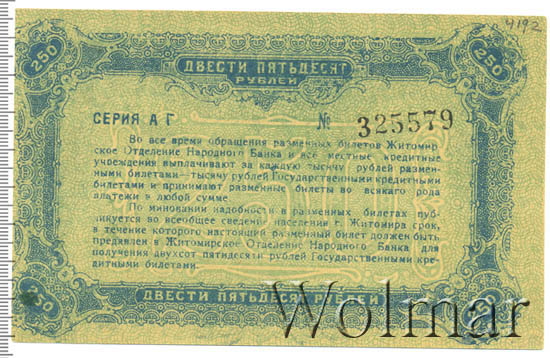 4192
250
250
ДВЕСТИ ПЯТЬДЕСЯТ
РУБЛЕЙ
СЕРИЯ А Г № 325579
Во все время обращения разменных билетов Житомир
ское Отделение Народного Банка и все местные кредитные
учреждения выплачивают за каждую тысячу рублей размен-
ными билетами—тысячу рублей Государственными кредитными
билетами и принимают разменные билеты во всякаго рода
платежи в любой сумме.
По миновании надобности в разменных билетах пуб-
ликуется во всеобщее сведение населения г. Житомира срок,
в течение которого настоящий разменный билет должен быть
предявлен в Житомирское Отделение Народного Банка для
получения двухсот пятидесяти рублей Государственными кре-
дитными билетами.
250
ДВЕСТИ ПЯТЬДЕСЯТ РУБЛЕЙ
250
Wolmar